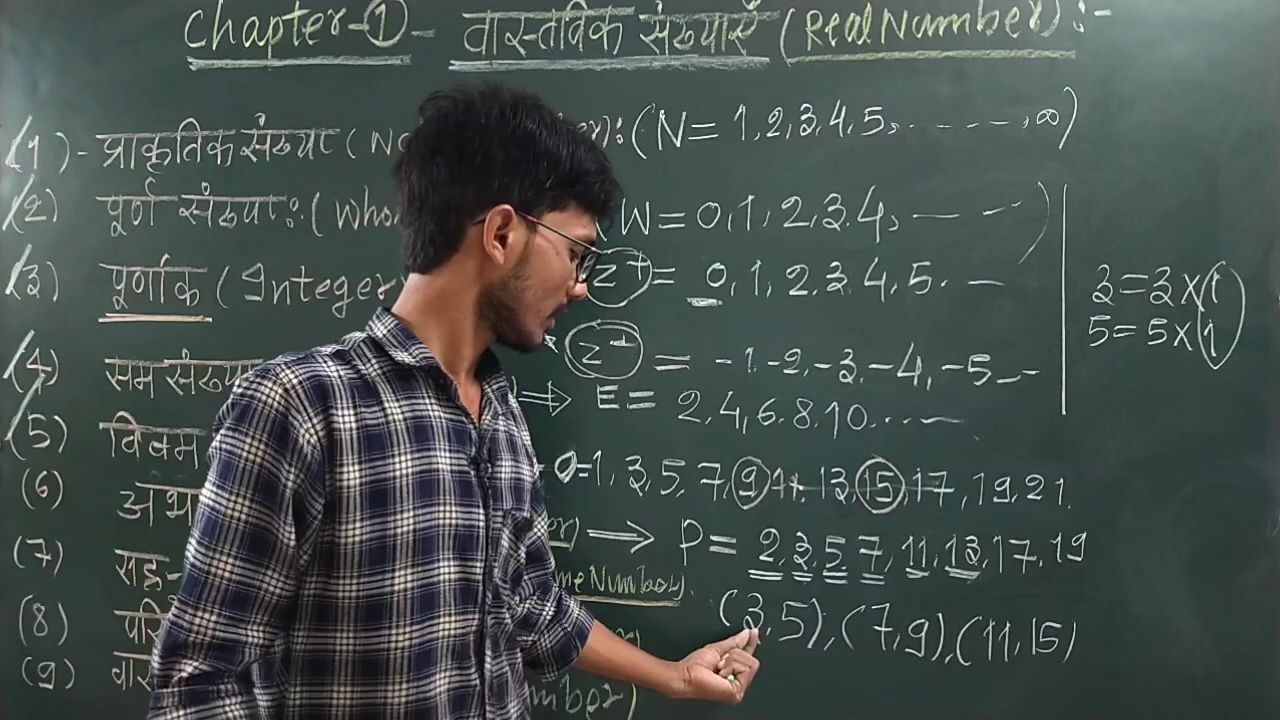 Chapter-1- वास्तविक संख्याएँ (Real Number):-
(1)- प्राकृतिक संख्या (N :(N= 1,2,3,4,5,.......,∞)
(2) पूर्ण संख्या: (Who W= 0,1,2,3.4, — –)
(3) पूर्णांक (Integer z+= 0,1,2,3,4,5. —
z- = -1,-2,-3,-4,-5––
3=3×1
5=5×1
(4) सम संख्या ⇒ E= 2,4,6.8,10....—
(5) विषम =1,3,5,7,9,11,13,15,17,19,21.
(6) अभा er) ⟹ P= 2,3,5,7,11,13,17,19
(7) सह- me Number)
(3,5),(7,9),(11,15)
(8) परि
(9) वास mber)